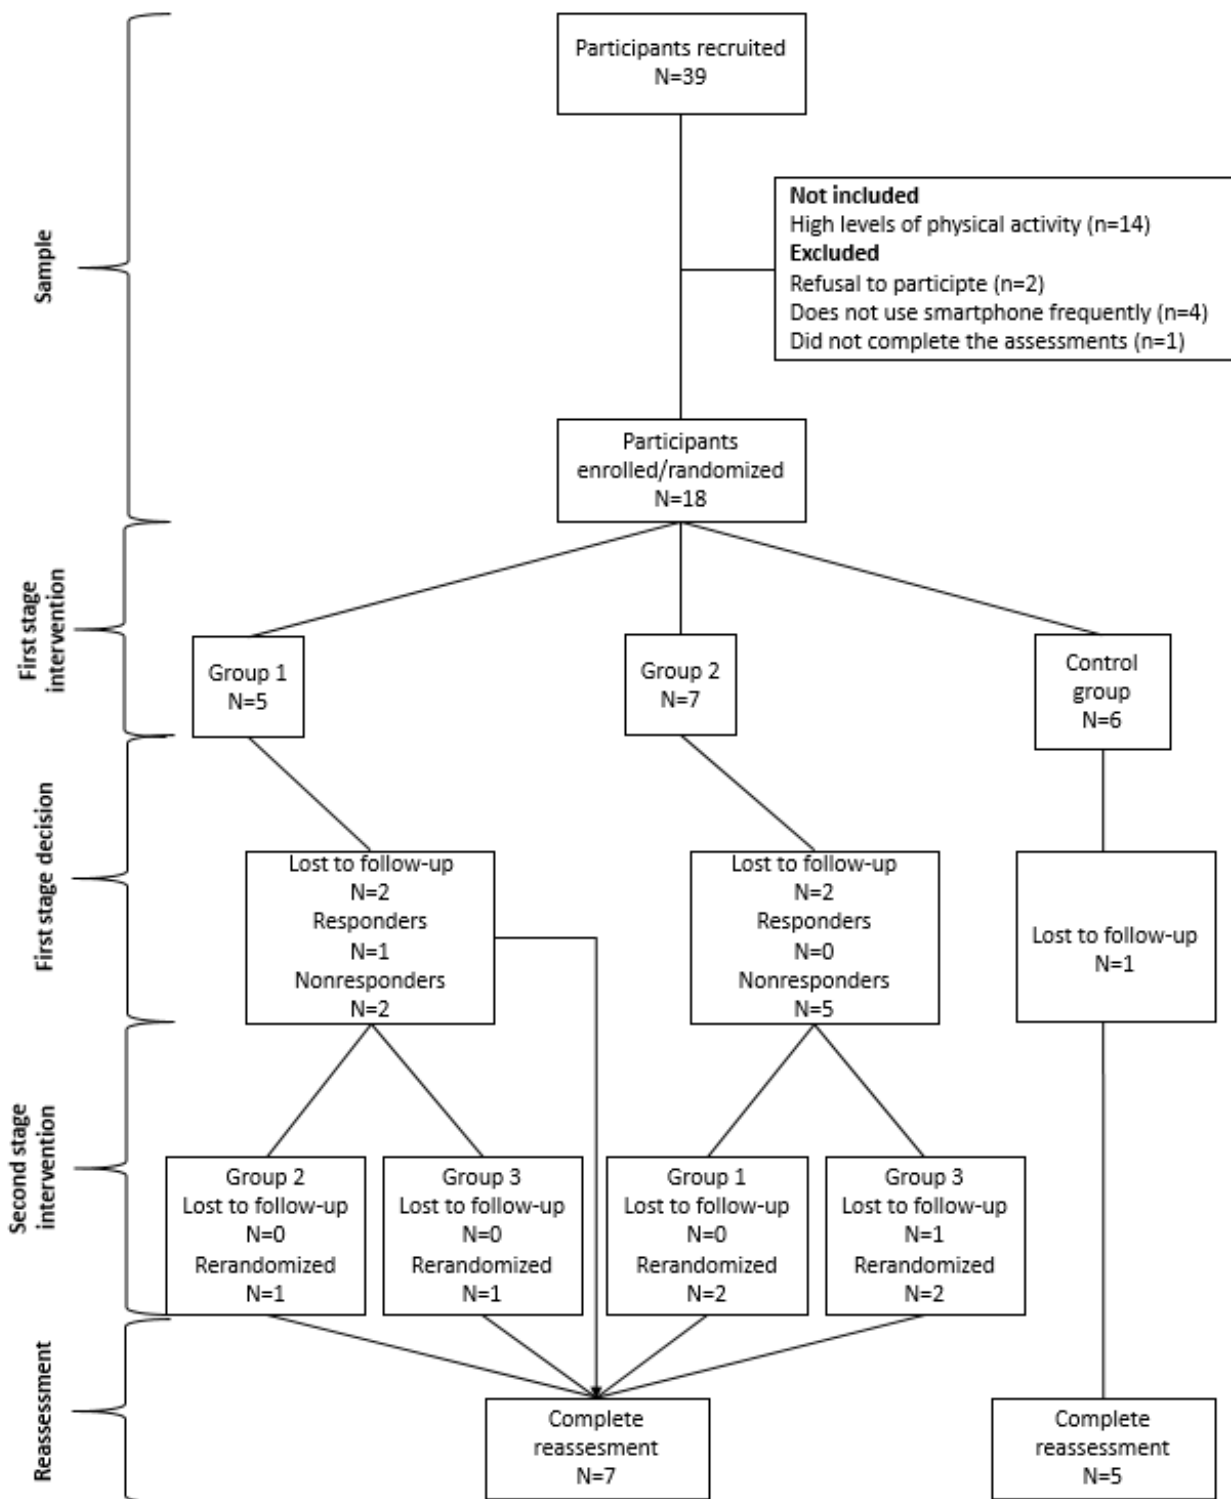 Participants recruited
N=39
Not included
High levels of physical activity (n=14)
Excluded
Refusal to participte (n=2)
Does not use smartphone frequently (n=4)
Did not complete the assessments (n=1)
Sample
Participants
enrolled/randomized
N=18
First stage
intervention
Group 1
N=5
Group 2
N=7
Control
group
N=6
First stage decision
Lost to follow-up
N=2
Responders
N=1
Nonresponders
N=2
Lost to follow-up
N=2
Responders
N=0
Nonresponders
N=5
Lost to follow-up
N=1
Second stage
intervention
Group 2
Lost to follow-up
N=0
Rerandomized
N=1
Group 3
Lost to follow-up
N=0
Rerandomized
N=1
Group 1
Lost to follow-up
N=0
Rerandomized
N=2
Group 3
Lost to follow-up
N=1
Rerandomized
N=2
Reassessment
Complete
reassesment
N=7
Complete
reassessment
N=5